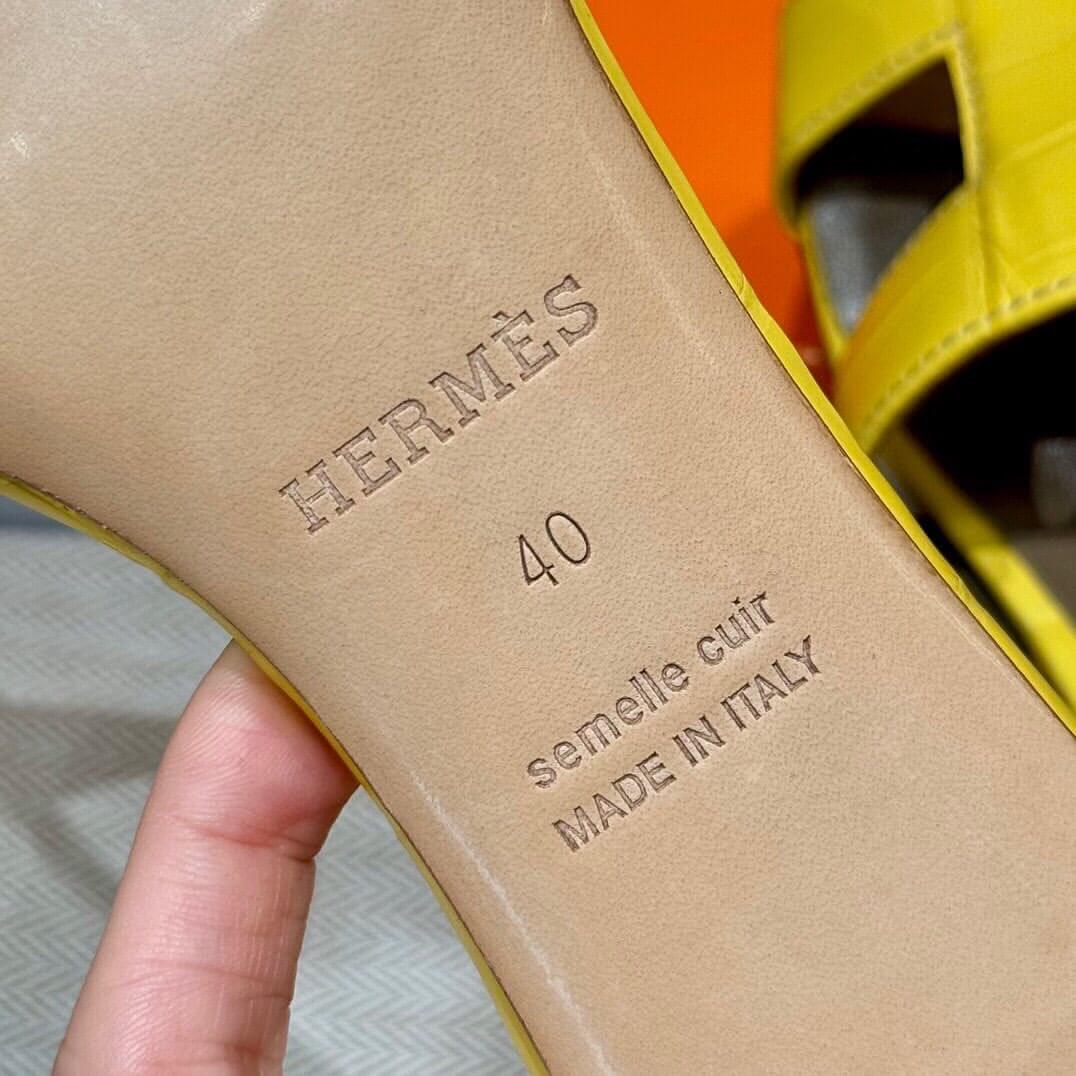 HERMÈS
40
semelle cuir
MADE IN ITALY